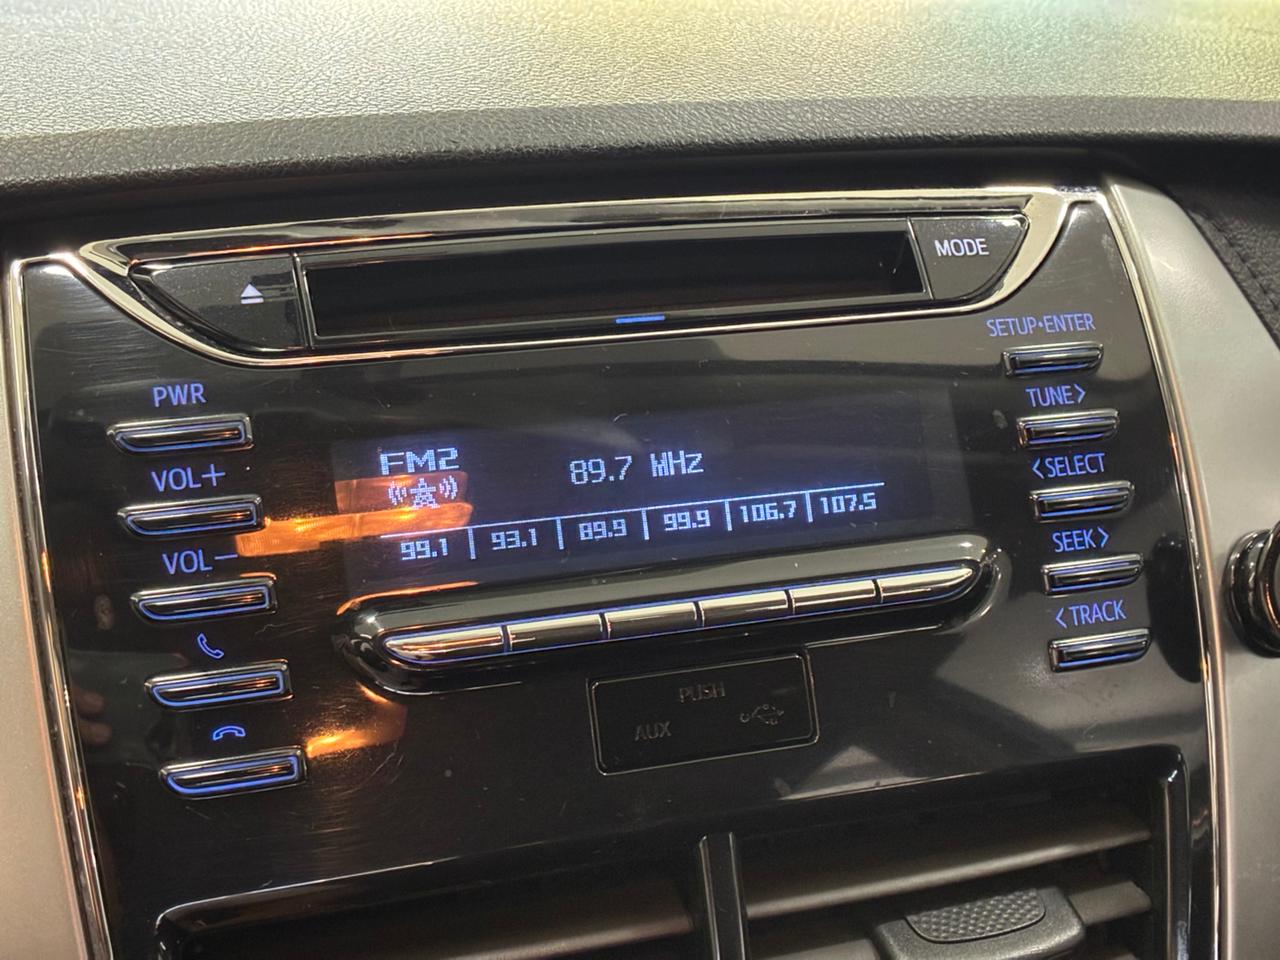 MODE
SETUP•ENTER
PWR
TUNE>
VOL+
<SELECT
FM2
89.7 MHz
99.1 | 93.1 | 89.9 | 99.9 | 106.7 | 107.5
VOL-
SEEK>
<TRACK
PUSH
AUX